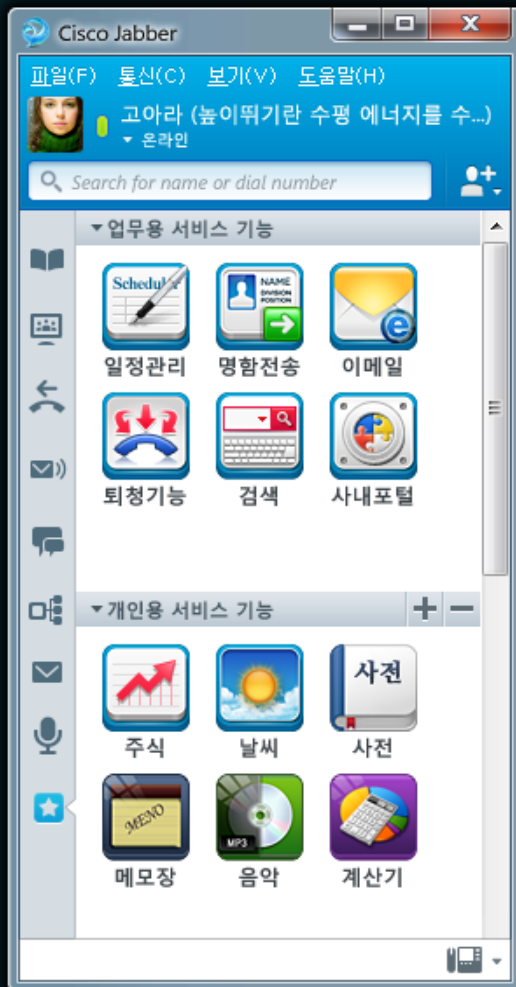 Cisco Jabber
파일(F) 통신(C) 보기(V) 도움말(H)
고아라 (높이뛰기란 수평 에너지를 수...)
온라인
Search for name or dial number
업무용 서비스 기능
Scheduler
NAME
DIVISION
POSITION
일정관리 명함전송 이메일
퇴청기능 검색 사내포털
개인용 서비스 기능
사전
주식 날씨 사전
MEMO
MP3
메모장 음악 계산기